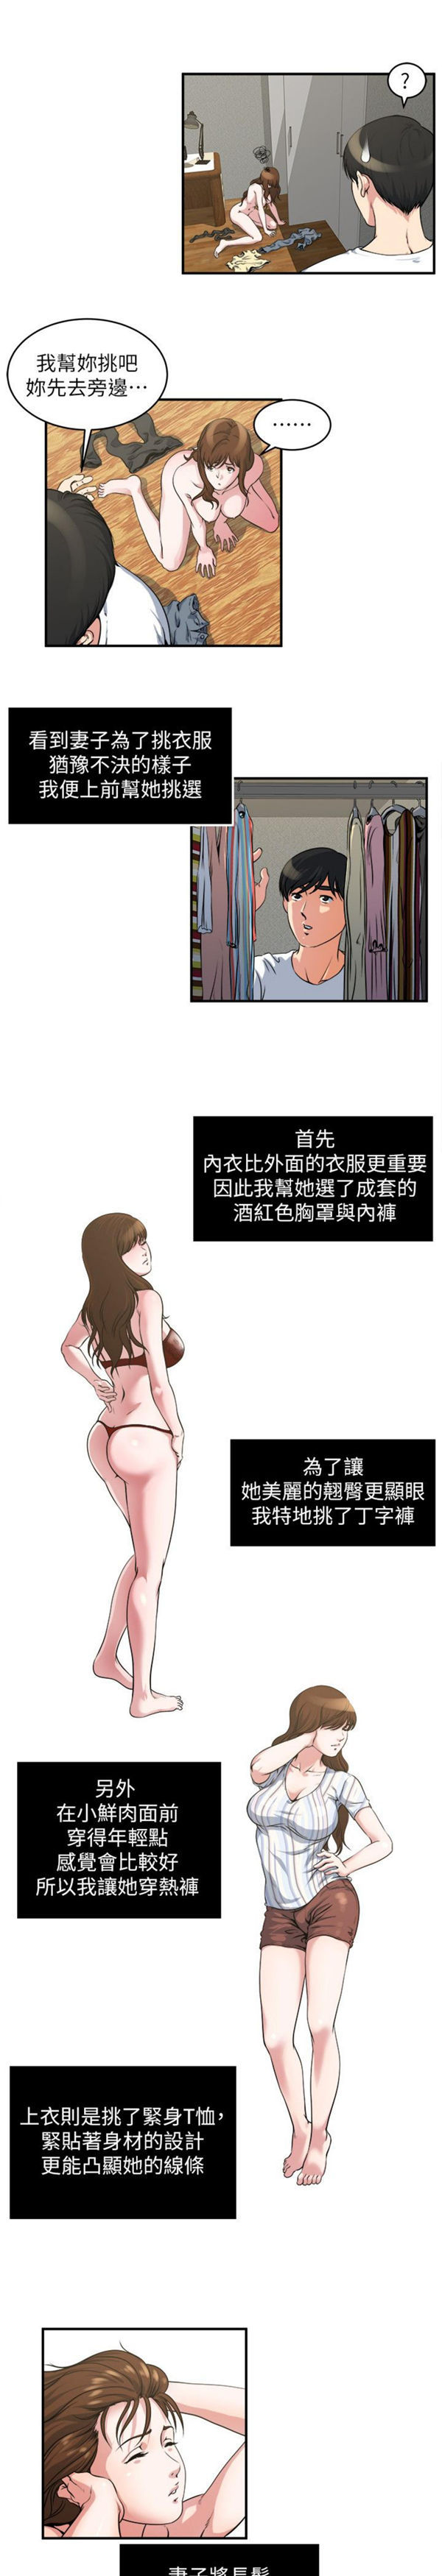 ?
我幫妳挑吧
妳先去旁邊⋯
⋯⋯
看到妻子為了挑衣服
猶豫不決的樣子
我便上前幫她挑選
首先
內衣比外面的衣服更重要
因此我幫她選了成套的
酒紅色胸罩與內褲
為了讓
她美麗的翹臀更顯眼
我特地挑了丁字褲
另外
在小鮮肉面前
穿得年輕點
感覺會比較好
所以我讓她穿熱褲
上衣則是挑了緊身T恤,
緊貼著身材的設計
更能凸顯她的線條
妻子將長髮